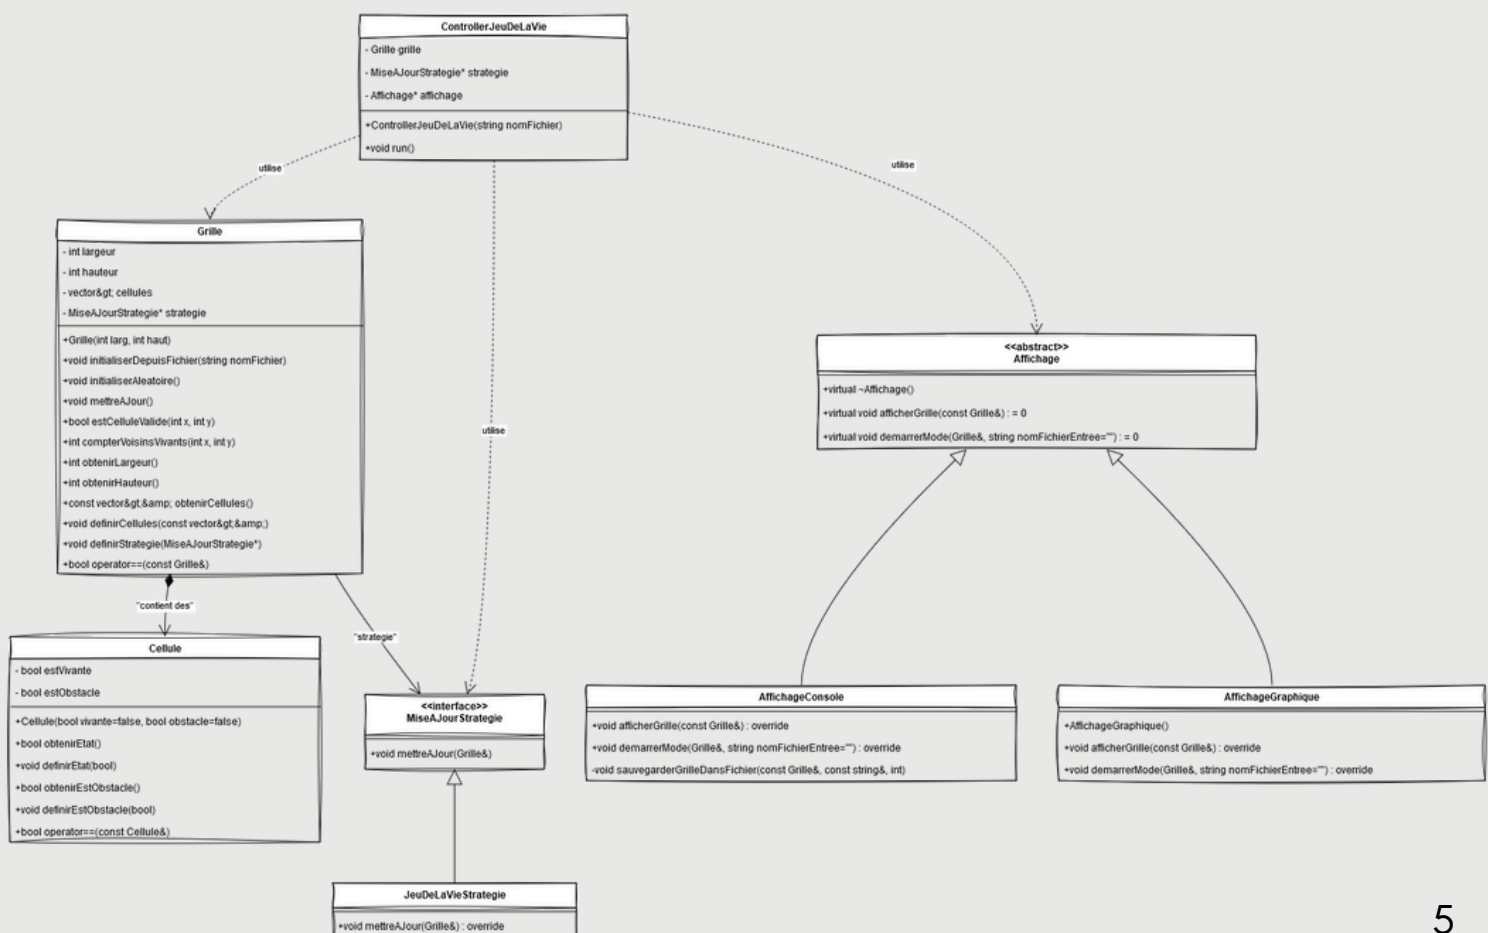 ControllerJeuDeLaVie
- Grille grille
- MiseAJourStrategie* strategie
- Affichage* affichage
+ControllerJeuDeLaVie(string nomFichier)
+void run()
utilise
utilise
utilise
Grille
- int largeur
- int hauteur
- vector&gt; cellules
- MiseAJourStrategie* strategie
+Grille(int larg, int haut)
+void initialiserDepuisFichier(string nomFichier)
+void initialiserAleatoire()
+void mettreAJour()
+bool estCelluleValide(int x, int y)
+int compterVoisinsVivants(int x, int y)
+int obtenirLargeur()
+int obtenirHauteur()
+const vector&gt;&amp; obtenirCellules()
+void definirCellules(const vector&gt;&amp;)
+void definirStrategie(MiseAJourStrategie*)
+bool operator==(const Grille&)
<<abstract>>
Affichage
+virtual ~Affichage()
+virtual void afficherGrille(const Grille&) : = 0
+virtual void demarrerMode(Grille&, string nomFichierEntree="") : = 0
"contient des"
"strategie"
Cellule
- bool estVivante
- bool estObstacle
+Cellule(bool vivante=false, bool obstacle=false)
+bool obtenirEtat()
+void definirEtat(bool)
+bool obtenirEstObstacle()
+void definirEstObstacle(bool)
+bool operator==(const Cellule&)
<<interface>>
MiseAJourStrategie
+void mettreAJour(Grille&)
AffichageConsole
+void afficherGrille(const Grille&) : override
+void demarrerMode(Grille&, string nomFichierEntree="") : override
-void sauvegarderGrilleDansFichier(const Grille&, const string&, int)
AffichageGraphique
+AffichageGraphique()
+void afficherGrille(const Grille&) : override
+void demarrerMode(Grille&, string nomFichierEntree="") : override
JeuDeLaVieStrategie
+void mettreAJour(Grille&) : override
5